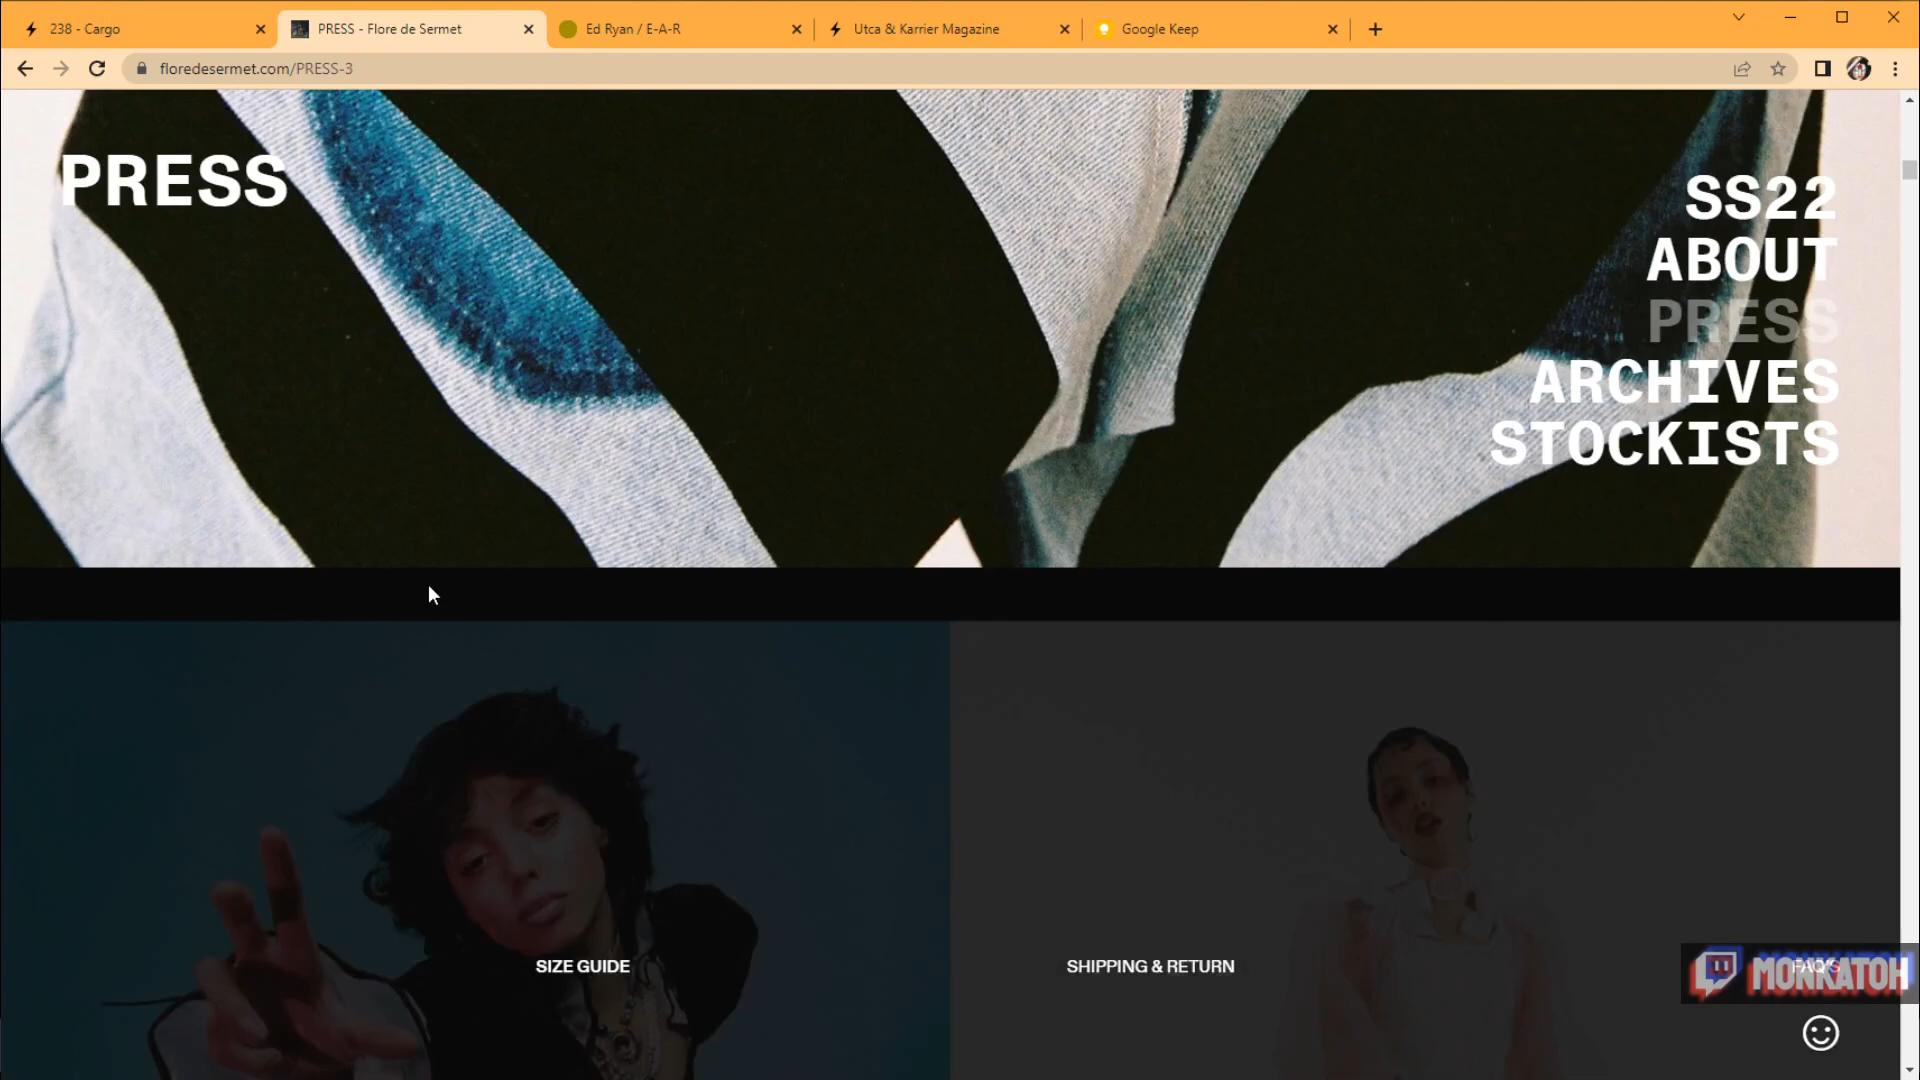 238 - Cargo
PRESS - Flore de Sermet
Ed Ryan / E-A-R
Utca & Karrier Magazine
Google Keep
floredesermet.com/PRESS-3
PRESS
SS22
ABOUT
PRESS
ARCHIVES
STOCKISTS
SIZE GUIDE
SHIPPING & RETURN
FAQ'S
MONKATOH